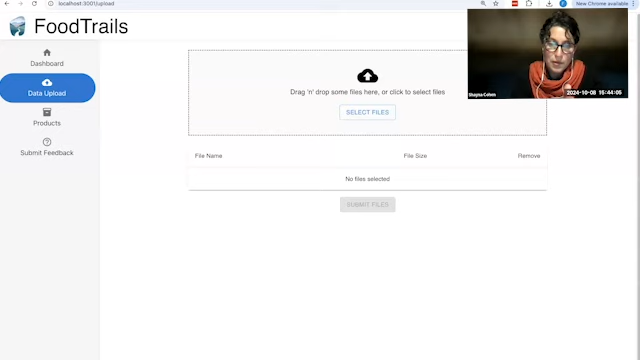 localhost:3001/upload
New Chrome available
FoodTrails
Dashboard
Data Upload
Products
Submit Feedback
Drag 'n' drop some files here, or click to select files
SELECT FILES
File Name File Size Remove
No files selected
SUBMIT FILES
Shayna Cohen
2024-10-08 15:44:05